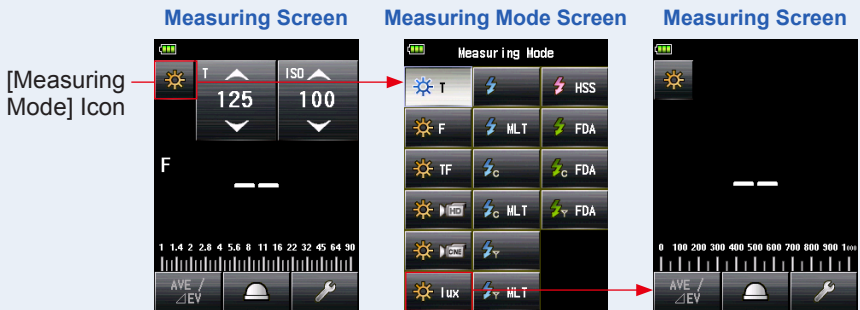 Measuring Screen
[Measuring
Mode] Icon
T
125
ISO
100
F
1 1.4 2 2.8 4 5.6 8 11 16 22 32 45 64 90
AVE /
⊿EV
Measuring Mode Screen
Measuring Mode
T
HSS
F
MLT
FDA
TF
C
C FDA
HD
C MLT
Y FDA
CINE
Y
lux
Y MLT
Measuring Screen
0 100 200 300 400 500 600 700 800 900 1000
AVE /
⊿EV